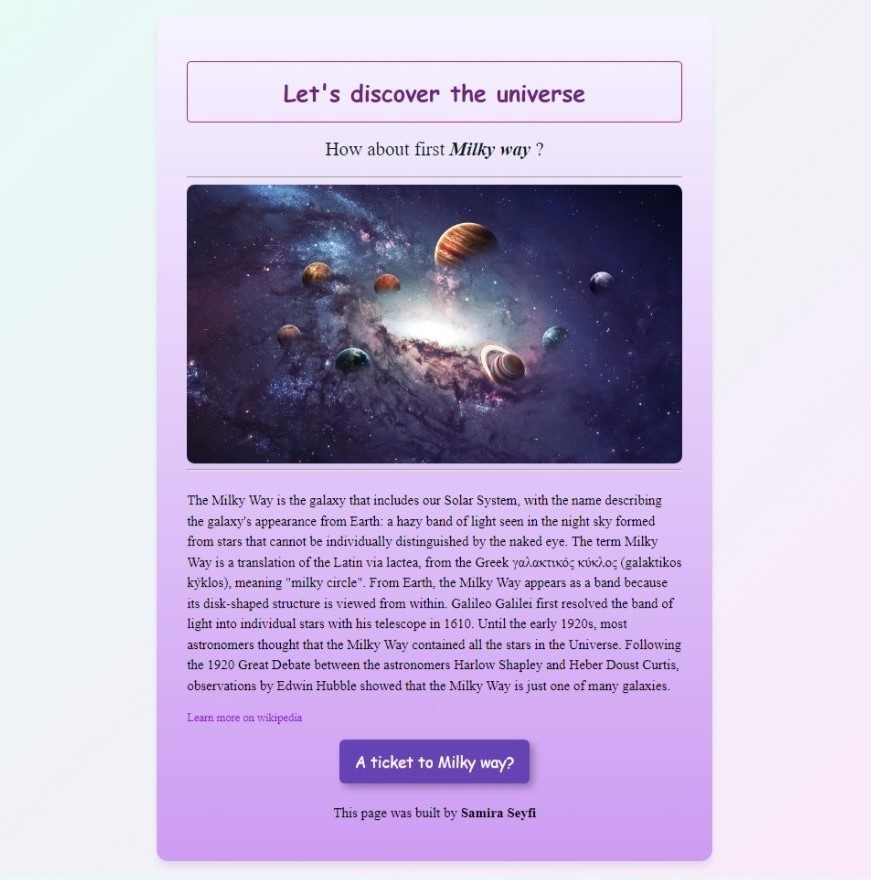 Let's discover the universe
How about first Milky way ?
The Milky Way is the galaxy that includes our Solar System, with the name describing
the galaxy's appearance from Earth: a hazy band of light seen in the night sky formed
from stars that cannot be individually distinguished by the naked eye. The term Milky
Way is a translation of the Latin via lactea, from the Greek γαλακτικός κύκλος (galaktikos
kýklos), meaning "milky circle". From Earth, the Milky Way appears as a band because
its disk-shaped structure is viewed from within. Galileo Galilei first resolved the band of
light into individual stars with his telescope in 1610. Until the early 1920s, most
astronomers thought that the Milky Way contained all the stars in the Universe. Following
the 1920 Great Debate between the astronomers Harlow Shapley and Heber Doust Curtis,
observations by Edwin Hubble showed that the Milky Way is just one of many galaxies.
Learn more on wikipedia
A ticket to Milky way?
This page was built by Samira Seyfi